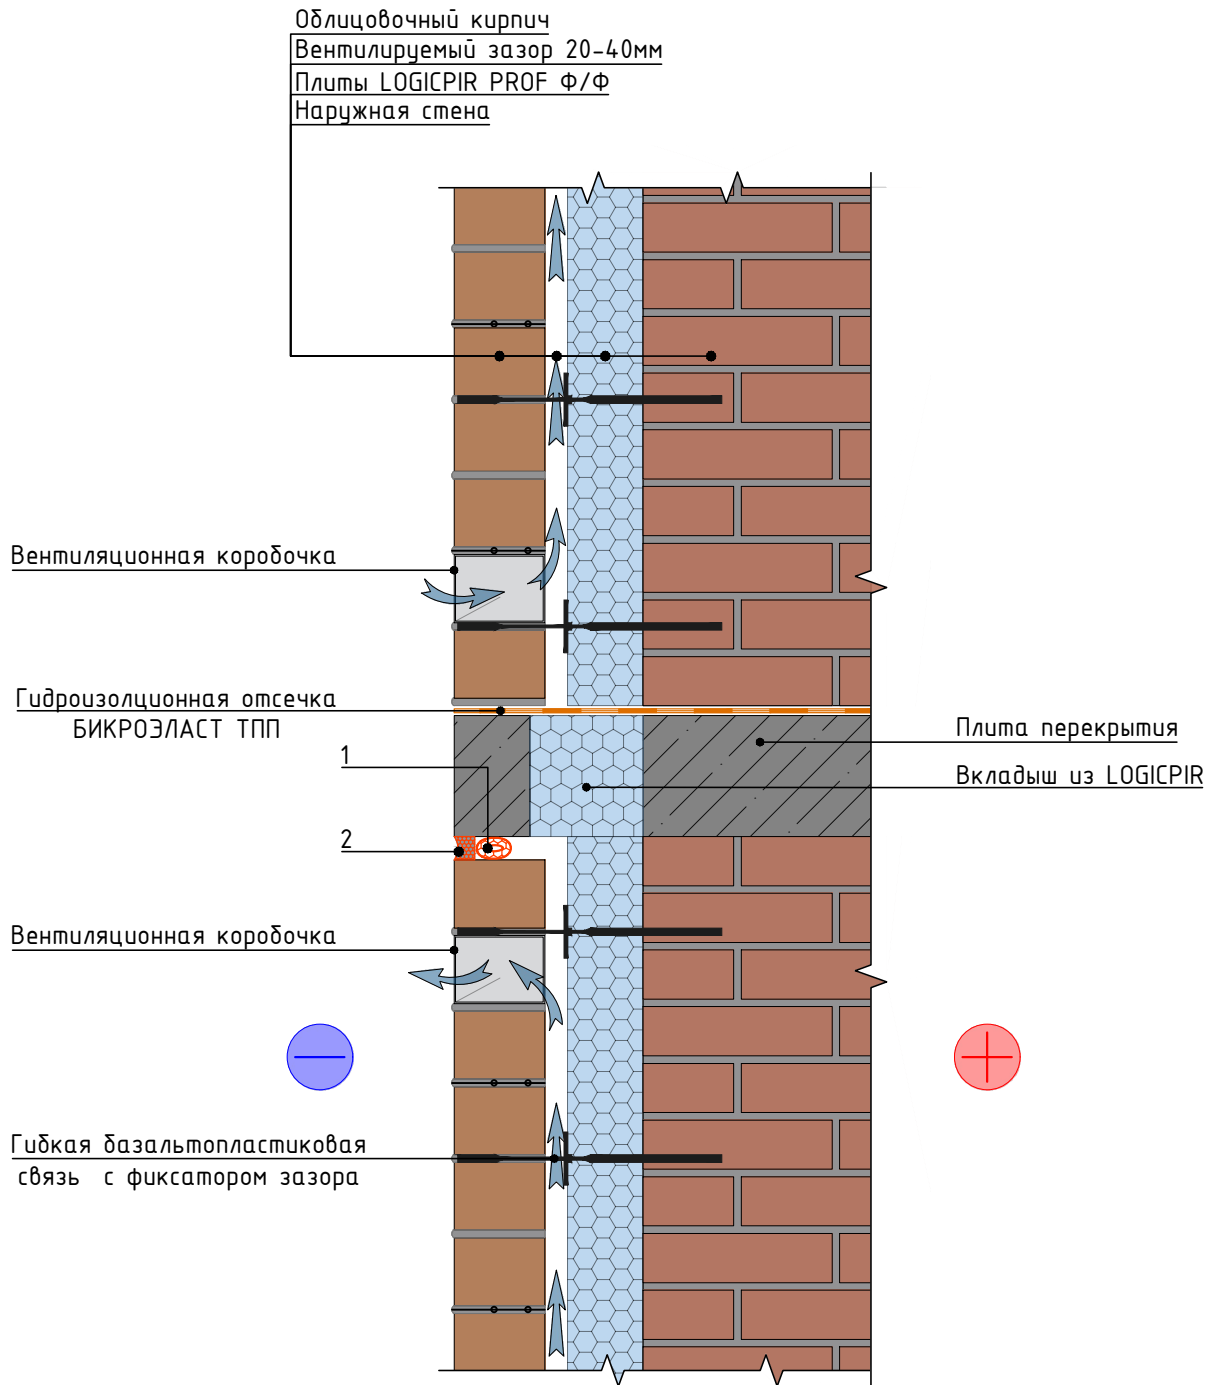 Облицовочный кирпич
Вентилируемый зазор 20-40мм
Плиты LOGICPIR PROF Ф/Ф
Наружная стена
Вентиляционная коробочка
Гидроизолционная отсечка
БИКРОЭЛАСТ ТПП
Плита перекрытия
1
Вкладыш из LOGICPIR
2
Вентиляционная коробочка
Гибкая базальтопластиковая
связь с фиксатором зазора